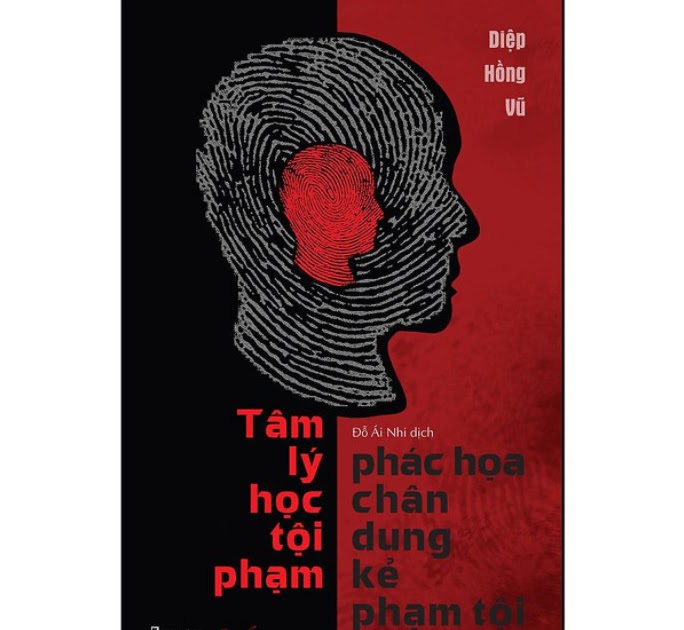 Diệp
Hồng
Vũ
Tâm
lý
học
tội
phạm
Đỗ Ái Nhi dịch
phác họa
chân
dung
kẻ
phạm tội